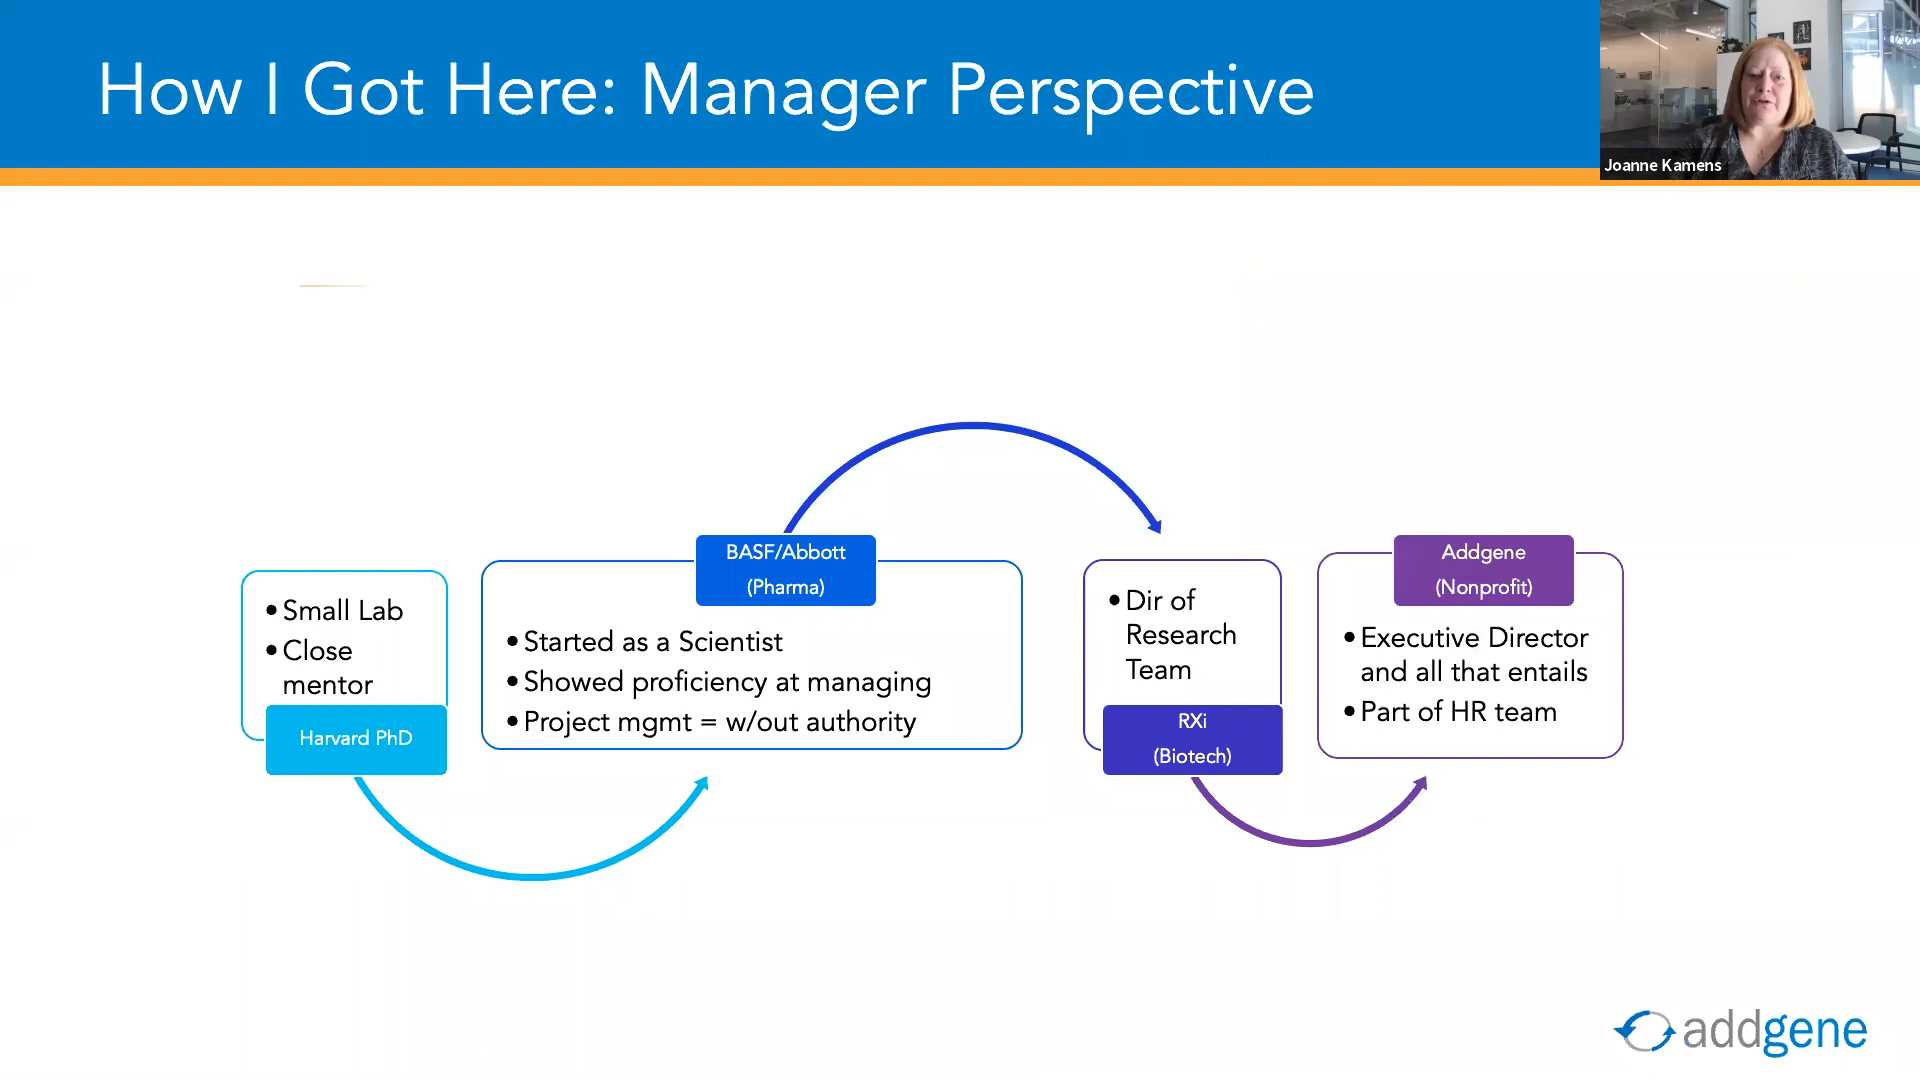 How I Got Here: Manager Perspective
Joanne Kamens
• Small Lab
• Close
mentor
Harvard PhD
BASF/Abbott
(Pharma)
• Started as a Scientist
• Showed proficiency at managing
• Project mgmt = w/out authority
• Dir of
Research
Team
RXi
(Biotech)
Addgene
(Nonprofit)
• Executive Director
and all that entails
• Part of HR team
addgene